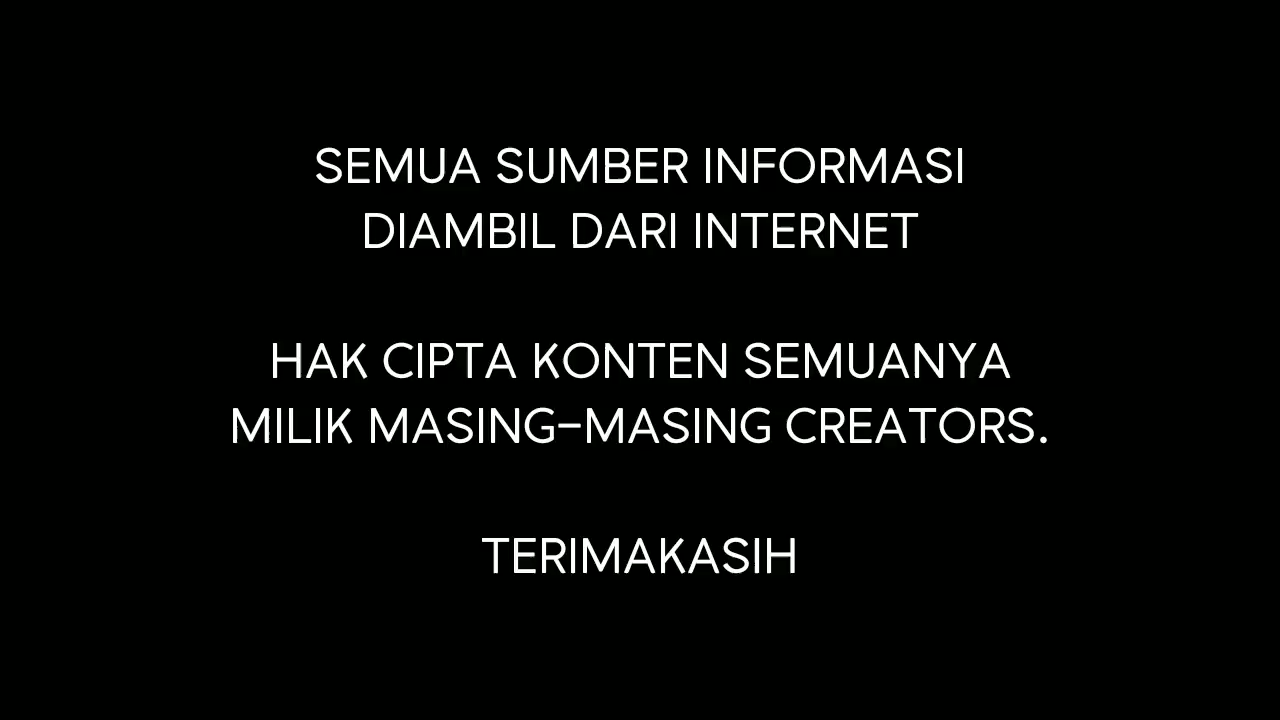 SEMUA SUMBER INFORMASI
DIAMBIL DARI INTERNET
HAK CIPTA KONTEN SEMUANYA
MILIK MASING-MASING CREATORS.
TERIMAKASIH